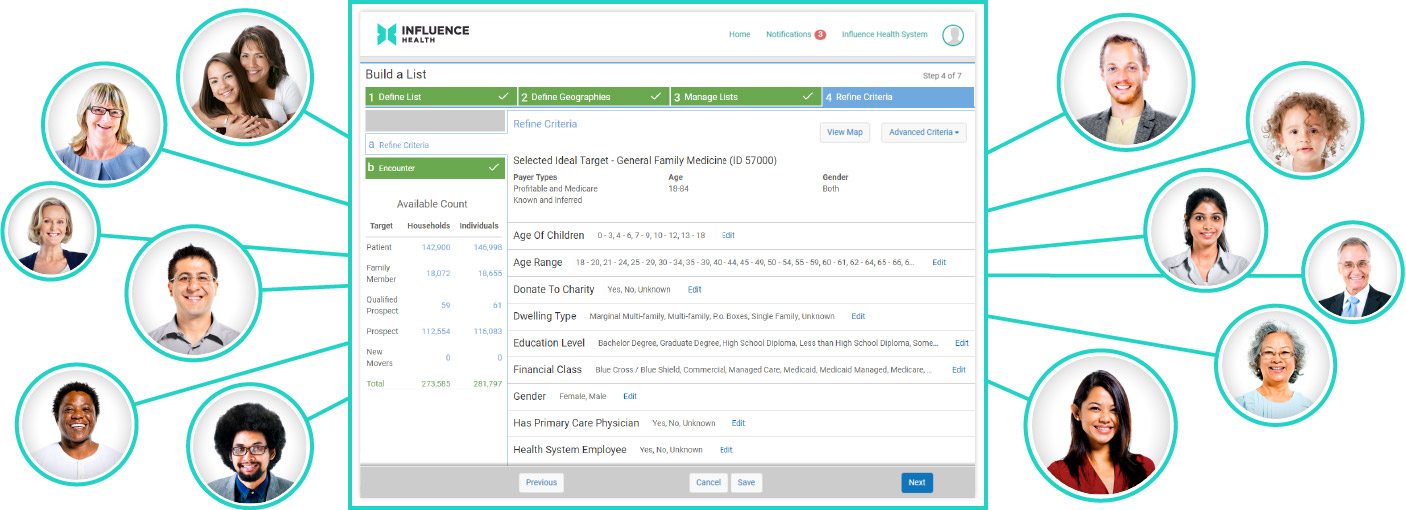 INFLUENCE
HEALTH
Home Notifications 3 Influence Health System
Build a List
Step 4 of 7
1 Define List
2 Define Geographies
3 Manage Lists
4 Refine Criteria
a Refine Criteria
b Encounter
Available Count
Target Households Individuals
Patient 142,900 146,998
Family
Member 18,072 18,655
Qualified
Prospect 59 61
Prospect 112,554 116,083
New
Movers 0 0
Total 273,585 281,797
Refine Criteria
View Map
Advanced Criteria
Selected Ideal Target - General Family Medicine (ID 57000)
Payer Types Age Gender
Profitable and Medicare 18-84 Both
Known and Inferred
Age Of Children 0 - 3, 4 - 6, 7 - 9, 10 - 12, 13 - 18 Edit
Age Range 18 - 20, 21 - 24, 25 - 29, 30 - 34, 35 - 39, 40 - 44, 45 - 49, 50 - 54, 55 - 59, 60 - 61, 62 - 64, 65 - 66, 6... Edit
Donate To Charity Yes, No, Unknown Edit
Dwelling Type Marginal Multi-family, Multi-family, P.o. Boxes, Single Family, Unknown Edit
Education Level Bachelor Degree, Graduate Degree, High School Diploma, Less than High School Diploma, Some... Edit
Financial Class Blue Cross / Blue Shield, Commercial, Managed Care, Medicaid, Medicaid Managed, Medicare, ... Edit
Gender Female, Male Edit
Has Primary Care Physician Yes, No, Unknown Edit
Health System Employee Yes, No, Unknown Edit
Previous Cancel Save Next